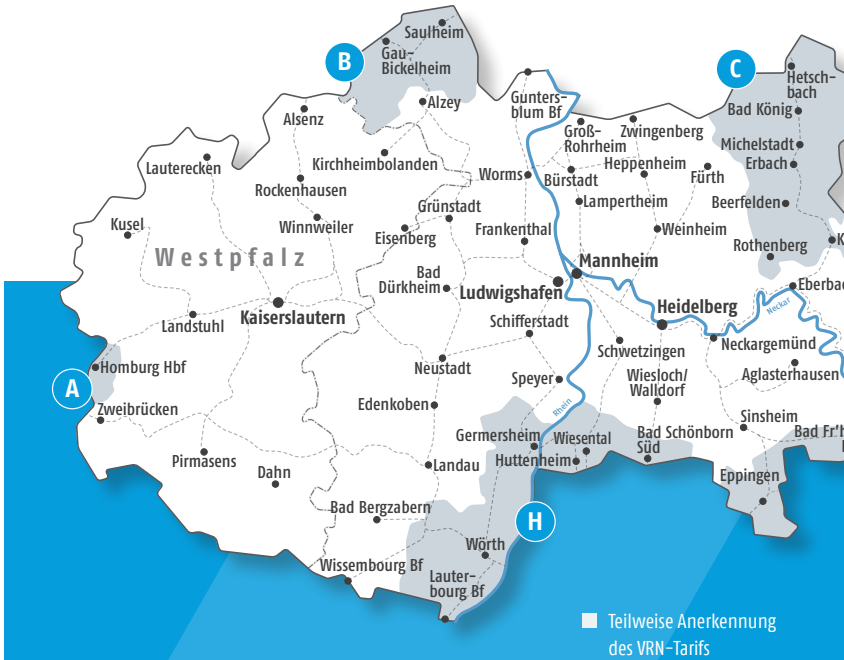 Saulheim
B
Gau-
Bickelheim
C
Hetsch-
bach
Alzey
Gunters-
blum Bf
Bad König
Alsenz
Groß-
Rohrheim
Zwingenberg
Michelstadt
Kirchheimbolanden
Heppenheim
Erbach
Lauterecken
Worms
Bürstadt
Fürth
Rockenhausen
Lampertheim
Beerfelden
Grünstadt
Kusel
Winnweiler
Eisenberg
Frankenthal
Weinheim
Rothenberg
K
Westpfalz
Mannheim
Bad
Dürkheim
Ludwigshafen
Eberbac
Heidelberg
Neckar
Kaiserslautern
Landstuhl
Schifferstadt
Neckargemünd
Schwetzingen
Homburg Hbf
Neustadt
A
Speyer
Wiesloch/
Walldorf
Aglasterhausen
Zweibrücken
Edenkoben
Rhein
Sinsheim
Germersheim
Wiesental
Bad Schönborn
Süd
Bad Fr'h
Pirmasens
Huttenheim
Dahn
Landau
Eppingen
Bad Bergzabern
H
Wörth
Wissembourg Bf
Lauter-
bourg Bf
Teilweise Anerkennung
des VRN-Tarifs